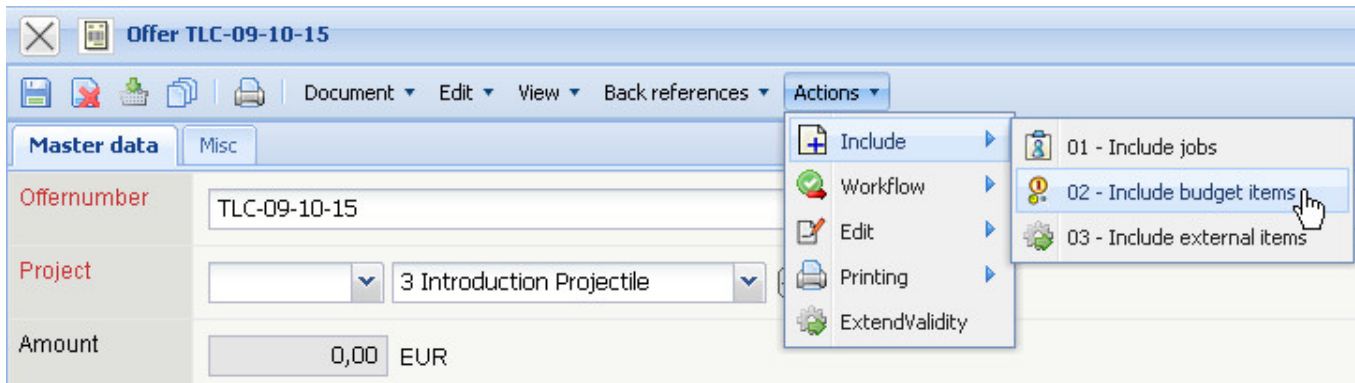 Offer TLC-09-10-15
Document Edit View Back references Actions
Master data Misc
Include
01 - Include jobs
Offernumber
TLC-09-10-15
Workflow
02 - Include budget items
Edit
03 - Include external items
Project
3 Introduction Projectile
Printing
ExtendValidity
Amount
0,00 EUR